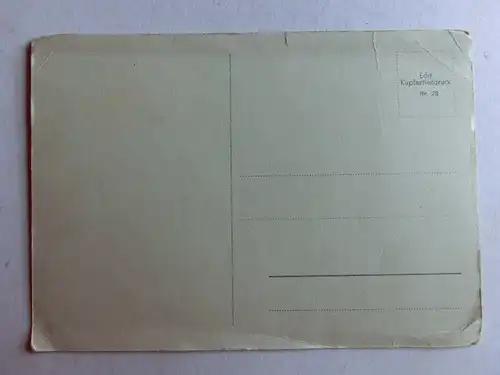 Echt
Kupfertiefdruck
Nr. 28